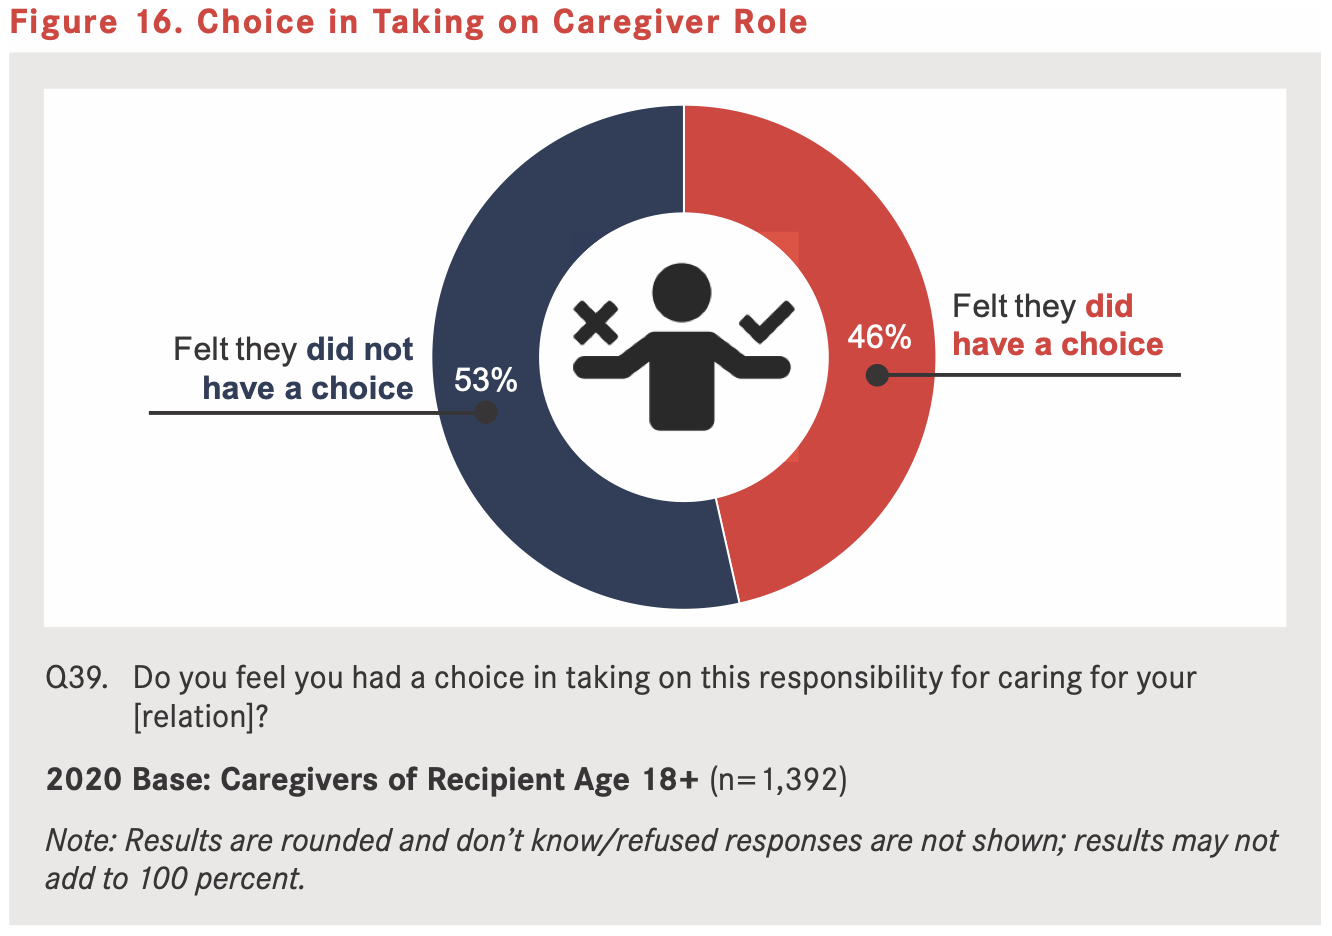 Figure 16. Choice in Taking on Caregiver Role
Felt they did not
have a choice
53%
46%
Felt they did
have a choice
Q39. Do you feel you had a choice in taking on this responsibility for caring for your
[relation]?
2020 Base: Caregivers of Recipient Age 18+ (n=1,392)
Note: Results are rounded and don’t know/refused responses are not shown; results may not
add to 100 percent.